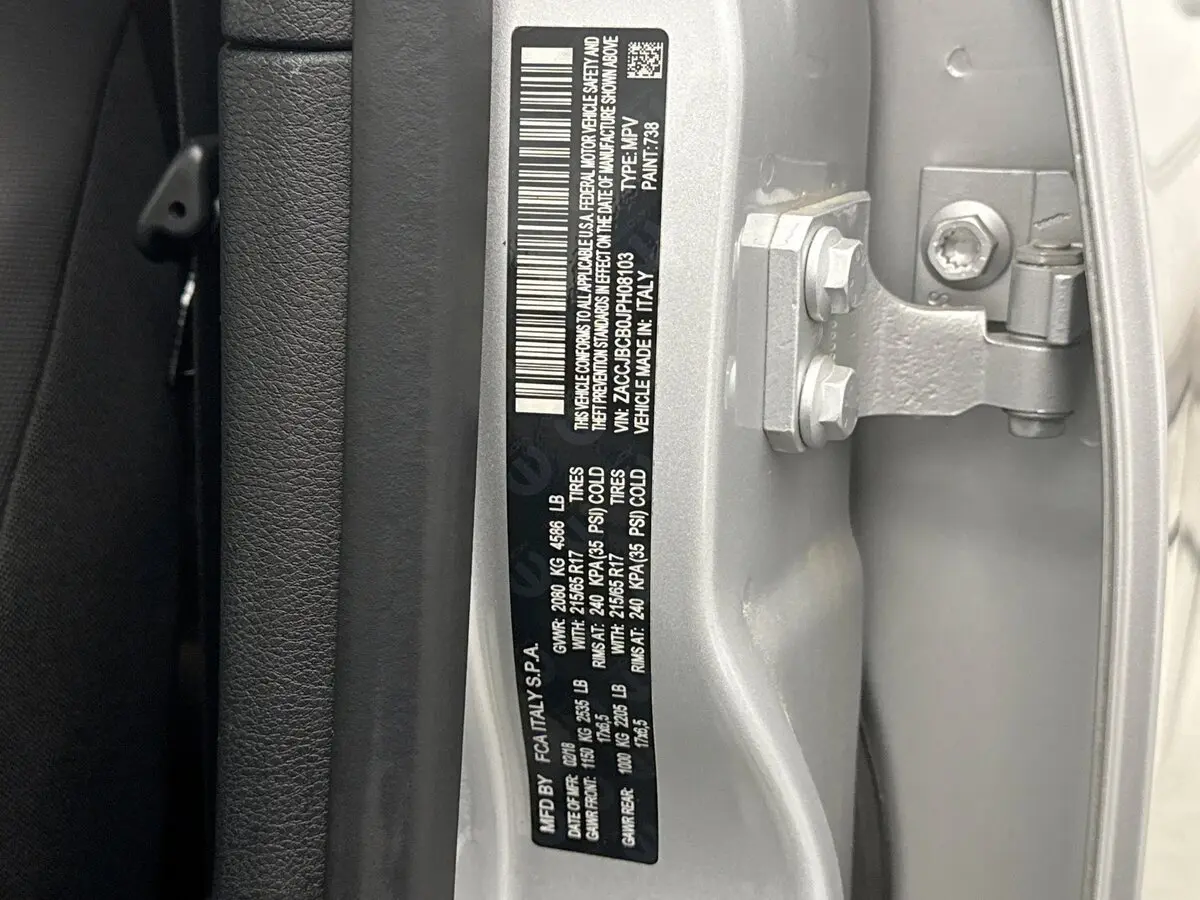 MFD BY FCA ITALY S.P.A.
DATE OF MFR: 02/18 GVWR: 2080 KG 4586 LB
GAWR FRONT: 1150 KG 2535 LB WITH: 215/65 R17 TIRES
17x6,5 RIMS AT: 240 KPA(35 PSI) COLD
GAWR REAR: 1000 KG 2205 LB WITH: 215/65 R17 TIRES
17x6,5 RIMS AT: 240 KPA(35 PSI) COLD
THIS VEHICLE CONFORMS TO ALL APPLICABLE U.S.A. FEDERAL MOTOR VEHICLE SAFETY AND
THEFT PREVENTION STANDARDS IN EFFECT ON THE DATE OF MANUFACTURE SHOWN ABOVE
VIN: ZACCJBCB0JPH08103 TYPE: MPV
VEHICLE MADE IN: ITALY PAINT: 738